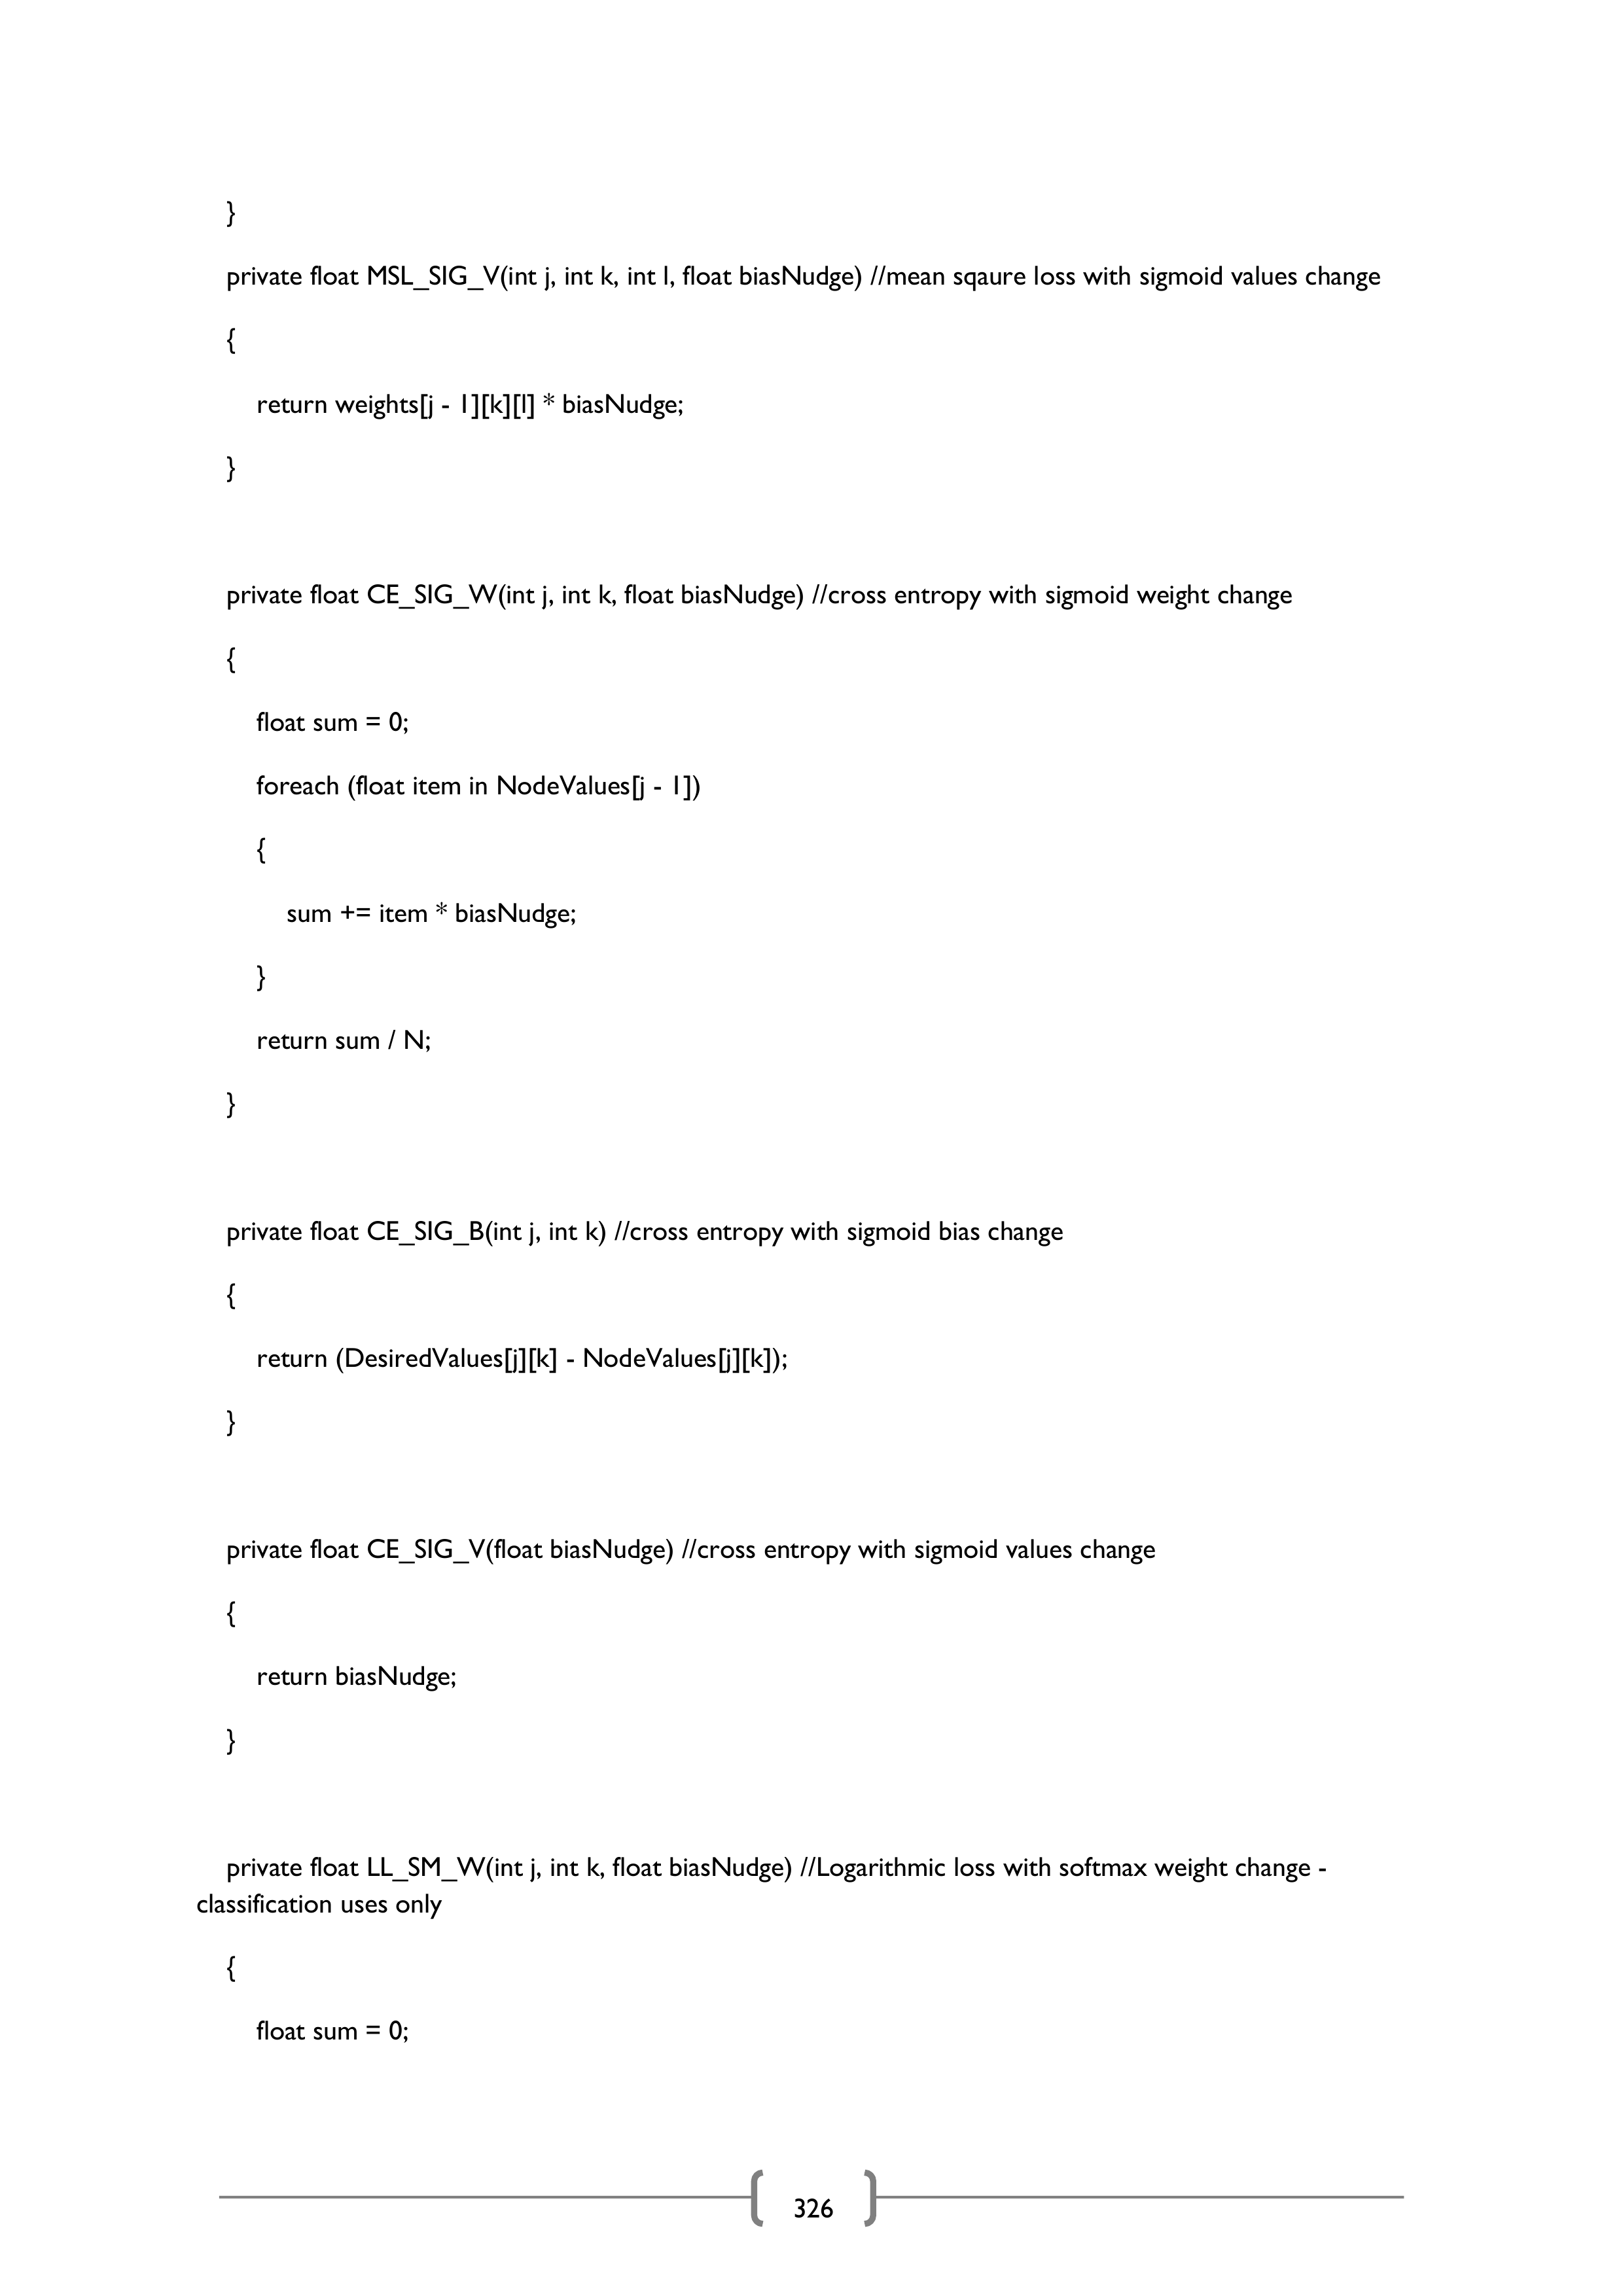 }
private float MSL_SIG_V(int j, int k, int l, float biasNudge) //mean sqaure loss with sigmoid values change
{
return weights[j - 1][k][l] * biasNudge;
}
private float CE_SIG_W(int j, int k, float biasNudge) //cross entropy with sigmoid weight change
{
float sum = 0;
foreach (float item in NodeValues[j - 1])
{
sum += item * biasNudge;
}
return sum / N;
}
private float CE_SIG_B(int j, int k) //cross entropy with sigmoid bias change
{
return (DesiredValues[j][k] - NodeValues[j][k]);
}
private float CE_SIG_V(float biasNudge) //cross entropy with sigmoid values change
{
return biasNudge;
}
private float LL_SM_W(int j, int k, float biasNudge) //Logarithmic loss with softmax weight change -
classification uses only
{
float sum = 0;
326